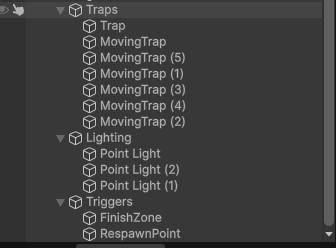 Traps
Trap
MovingTrap
MovingTrap (5)
MovingTrap (1)
MovingTrap (3)
MovingTrap (4)
MovingTrap (2)
Lighting
Point Light
Point Light (2)
Point Light (1)
Triggers
FinishZone
RespawnPoint